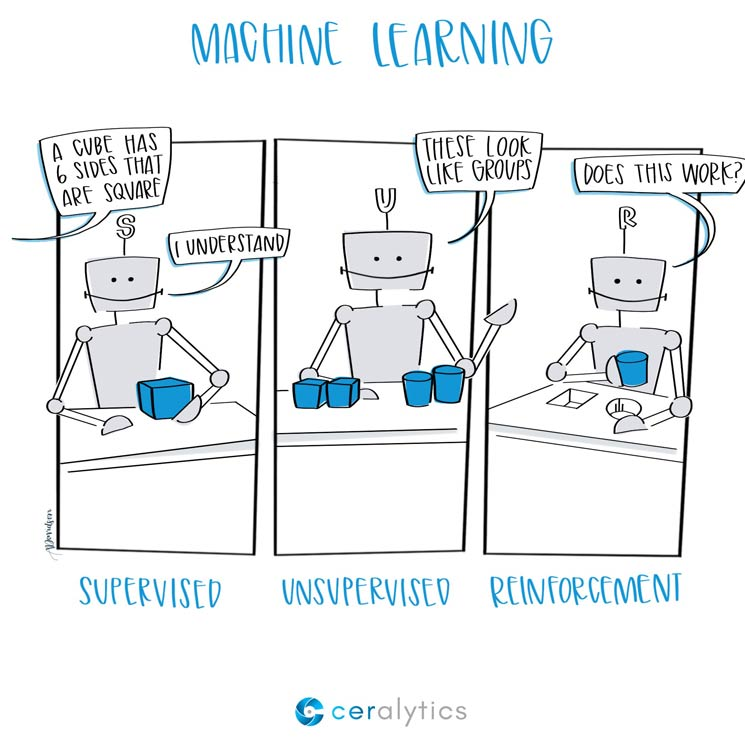 MACHINE LEARNING
A CUBE HAS
6 SIDES THAT
ARE SQUARE
S
I UNDERSTAND
THESE LOOK
LIKE GROUPS
U
DOES THIS WORK?
R
SUPERVISED
UNSUPERVISED
REINFORCEMENT
ceralytics